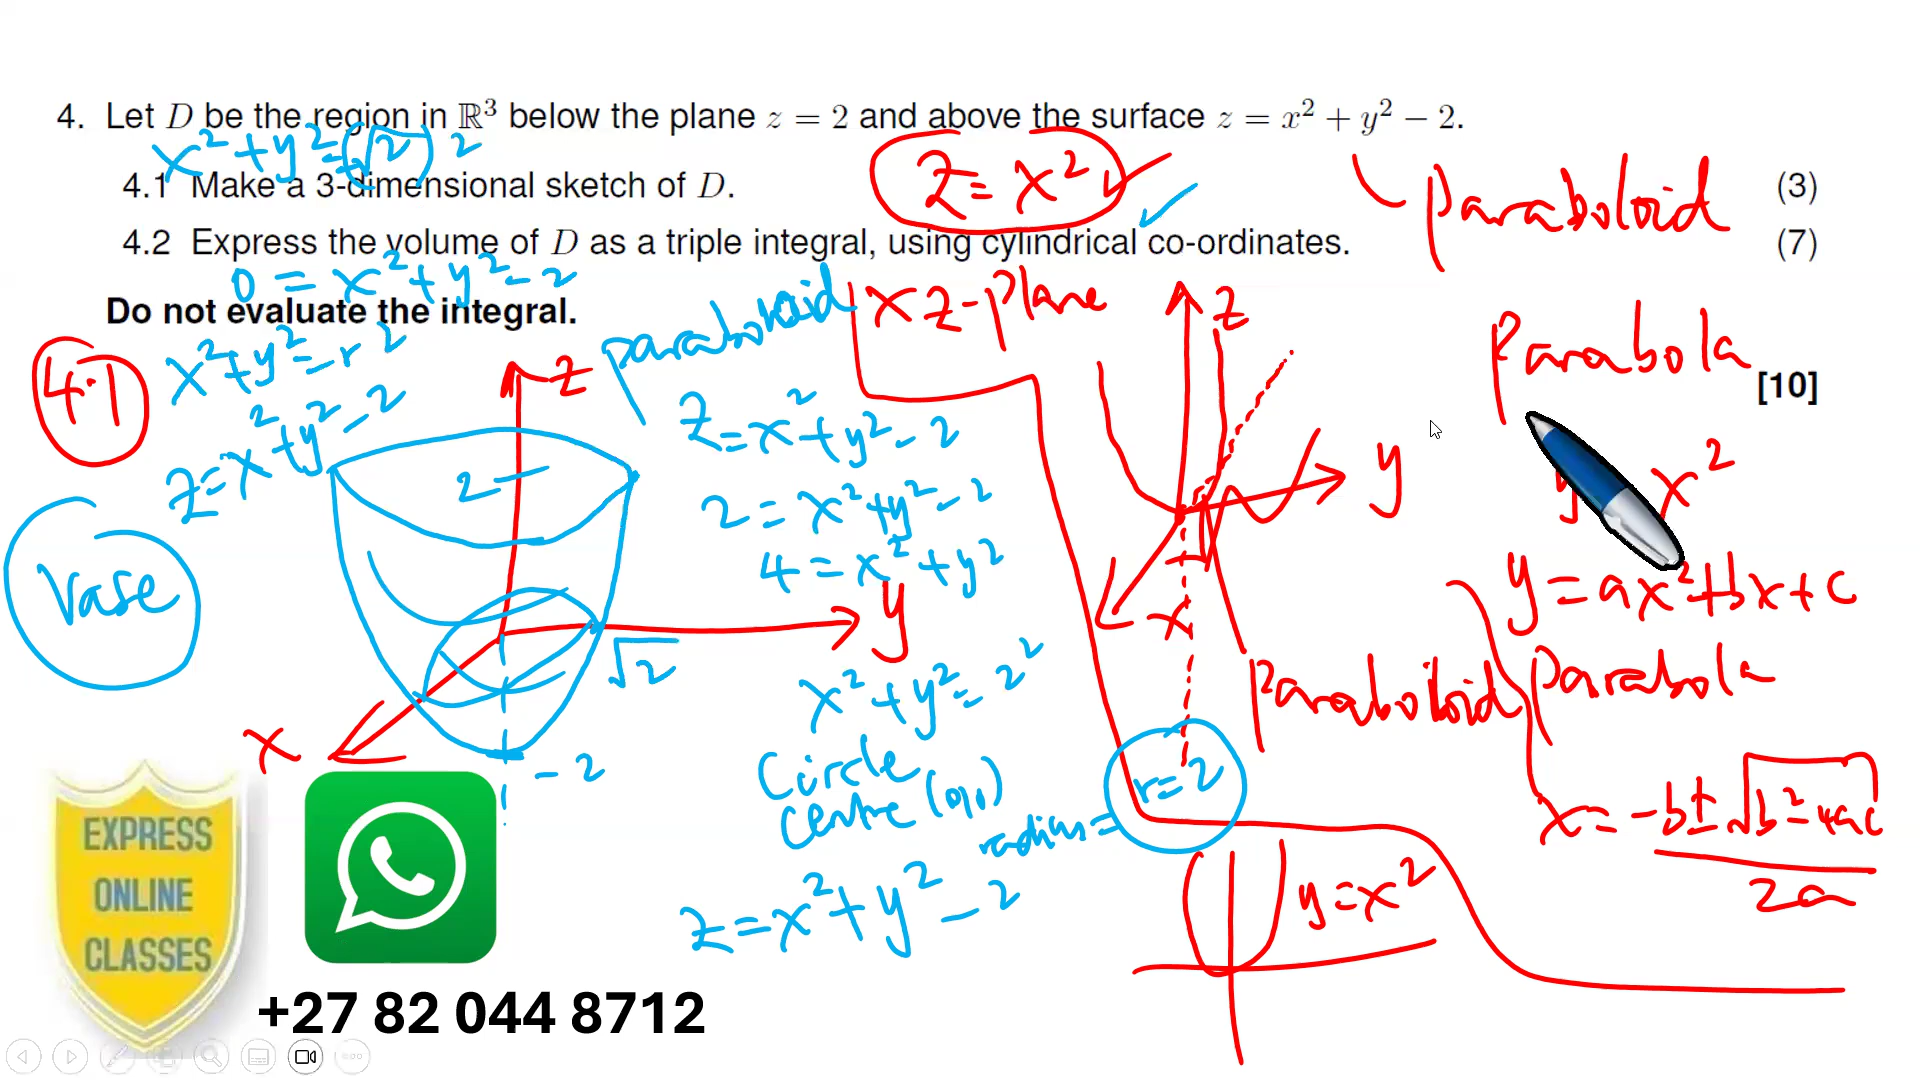 4. Let D be the region in ℝ³ below the plane z = 2 and above the surface z = x² + y² − 2.
x² + y² = (√2)²
z = x²
Paraboloid
4.1 Make a 3-dimensional sketch of D. (3)
4.2 Express the volume of D as a triple integral, using cylindrical co-ordinates. (7)
0 = x² + y² − 2
Do not evaluate the integral.
[10]
paraboloid
XZ-plane
z
Parabola
4.1
x² + y² = r²
z
z = x² + y² − 2
z = x² + y² − 2
2
2 = x² + y² − 2
4 = x² + y²
y
x²
y = ax² + bx + c
Vase
y
x
√2
x² + y² = 2²
Paraboloid
Parabola
x
−2
Circle
centre (0,0)
radius =
r = 2
x = −b ± √b² − 4ac
2a
z = x² + y² − 2
y = x²
EXPRESS
ONLINE
CLASSES
+27 82 044 8712